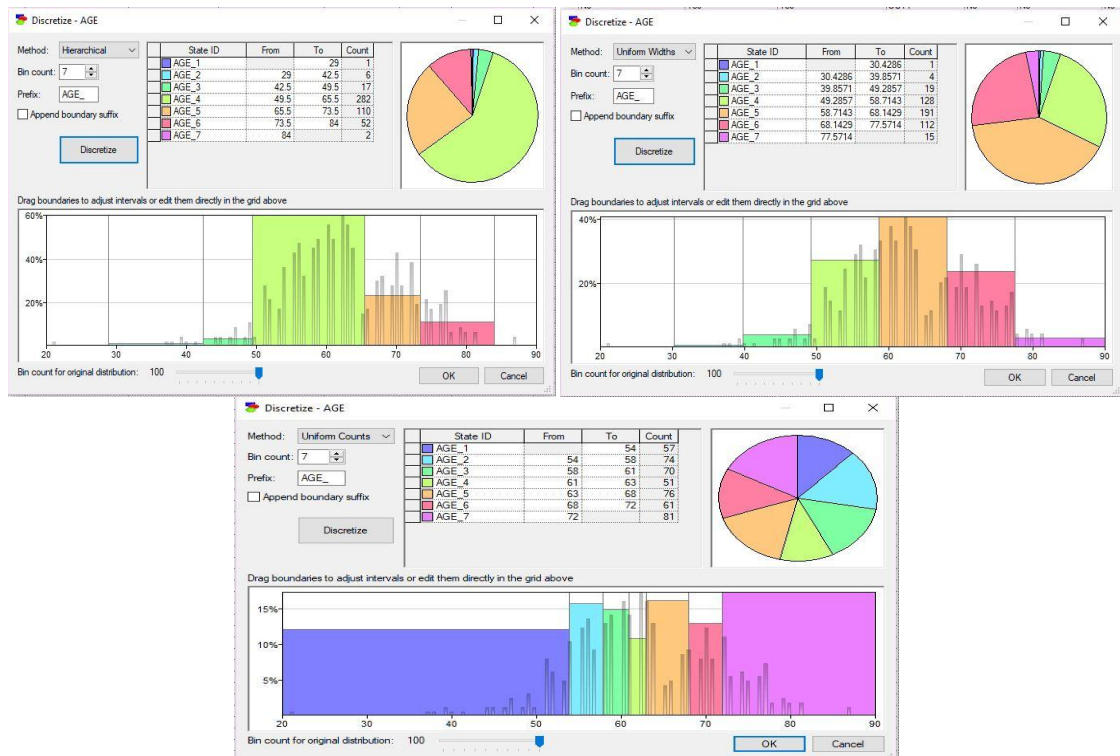 Discretize - AGE
Method: Hierarchical
Bin count: 7
Prefix: AGE_
Append boundary suffix
Discretize
State ID From To Count
AGE_1 29 1
AGE_2 29 42.5 6
AGE_3 42.5 49.5 17
AGE_4 49.5 65.5 282
AGE_5 65.5 73.5 110
AGE_6 73.5 84 52
AGE_7 84 2
Drag boundaries to adjust intervals or edit them directly in the grid above
60%
40%
20%
20 30 40 50 60 70 80 90
Bin count for original distribution: 100
OK Cancel
Discretize - AGE
Method: Uniform Widths
Bin count: 7
Prefix: AGE_
Append boundary suffix
Discretize
State ID From To Count
AGE_1 30.4286 1
AGE_2 30.4286 39.8571 4
AGE_3 39.8571 49.2857 19
AGE_4 49.2857 58.7143 128
AGE_5 58.7143 68.1429 191
AGE_6 68.1429 77.5714 112
AGE_7 77.5714 15
Drag boundaries to adjust intervals or edit them directly in the grid above
40%
20%
20 30 40 50 60 70 80 90
Bin count for original distribution: 100
OK Cancel
Discretize - AGE
Method: Uniform Counts
Bin count: 7
Prefix: AGE_
Append boundary suffix
Discretize
State ID From To Count
AGE_1 54 57
AGE_2 54 58 74
AGE_3 58 61 70
AGE_4 61 63 51
AGE_5 63 68 76
AGE_6 68 72 61
AGE_7 72 81
Drag boundaries to adjust intervals or edit them directly in the grid above
15%
10%
5%
20 30 40 50 60 70 80 90
Bin count for original distribution: 100
OK Cancel